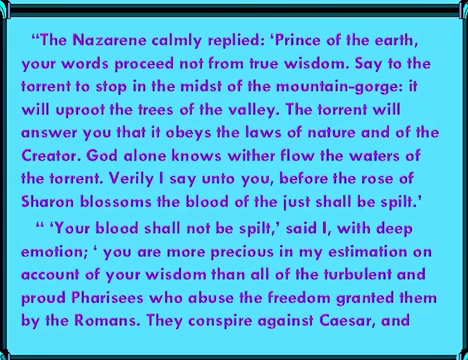 “The Nazarene calmly replied: ‘Prince of the earth,
your words proceed not from true wisdom. Say to the
torrent to stop in the midst of the mountain-gorge: it
will uproot the trees of the valley. The torrent will
answer you that it obeys the laws of nature and of the
Creator. God alone knows wither flow the waters of
the torrent. Verily I say unto you, before the rose of
Sharon blossoms the blood of the just shall be spilt.’
“ ‘Your blood shall not be spilt,’ said I, with deep
emotion; ‘ you are more precious in my estimation on
account of your wisdom than all of the turbulent and
proud Pharisees who abuse the freedom granted them
by the Romans. They conspire against Caesar, and